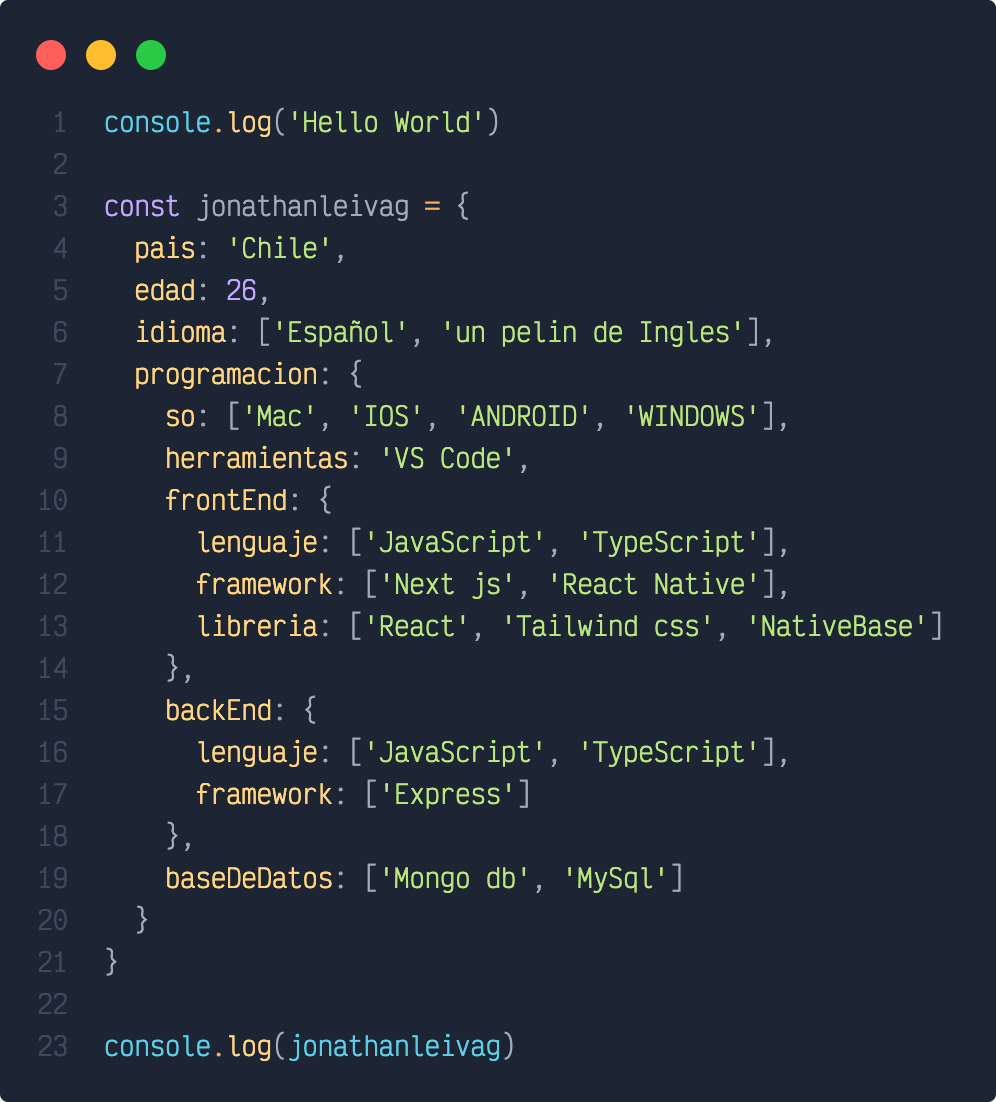 1 console.log('Hello World')
2
3 const jonathanleivag = {
4   pais: 'Chile',
5   edad: 26,
6   idioma: ['Español', 'un pelin de Ingles'],
7   programacion: {
8     so: ['Mac', 'IOS', 'ANDROID', 'WINDOWS'],
9     herramientas: 'VS Code',
10     frontEnd: {
11       lenguaje: ['JavaScript', 'TypeScript'],
12       framework: ['Next js', 'React Native'],
13       libreria: ['React', 'Tailwind css', 'NativeBase']
14     },
15     backEnd: {
16       lenguaje: ['JavaScript', 'TypeScript'],
17       framework: ['Express']
18     },
19     baseDeDatos: ['Mongo db', 'MySql']
20   }
21 }
22
23 console.log(jonathanleivag)